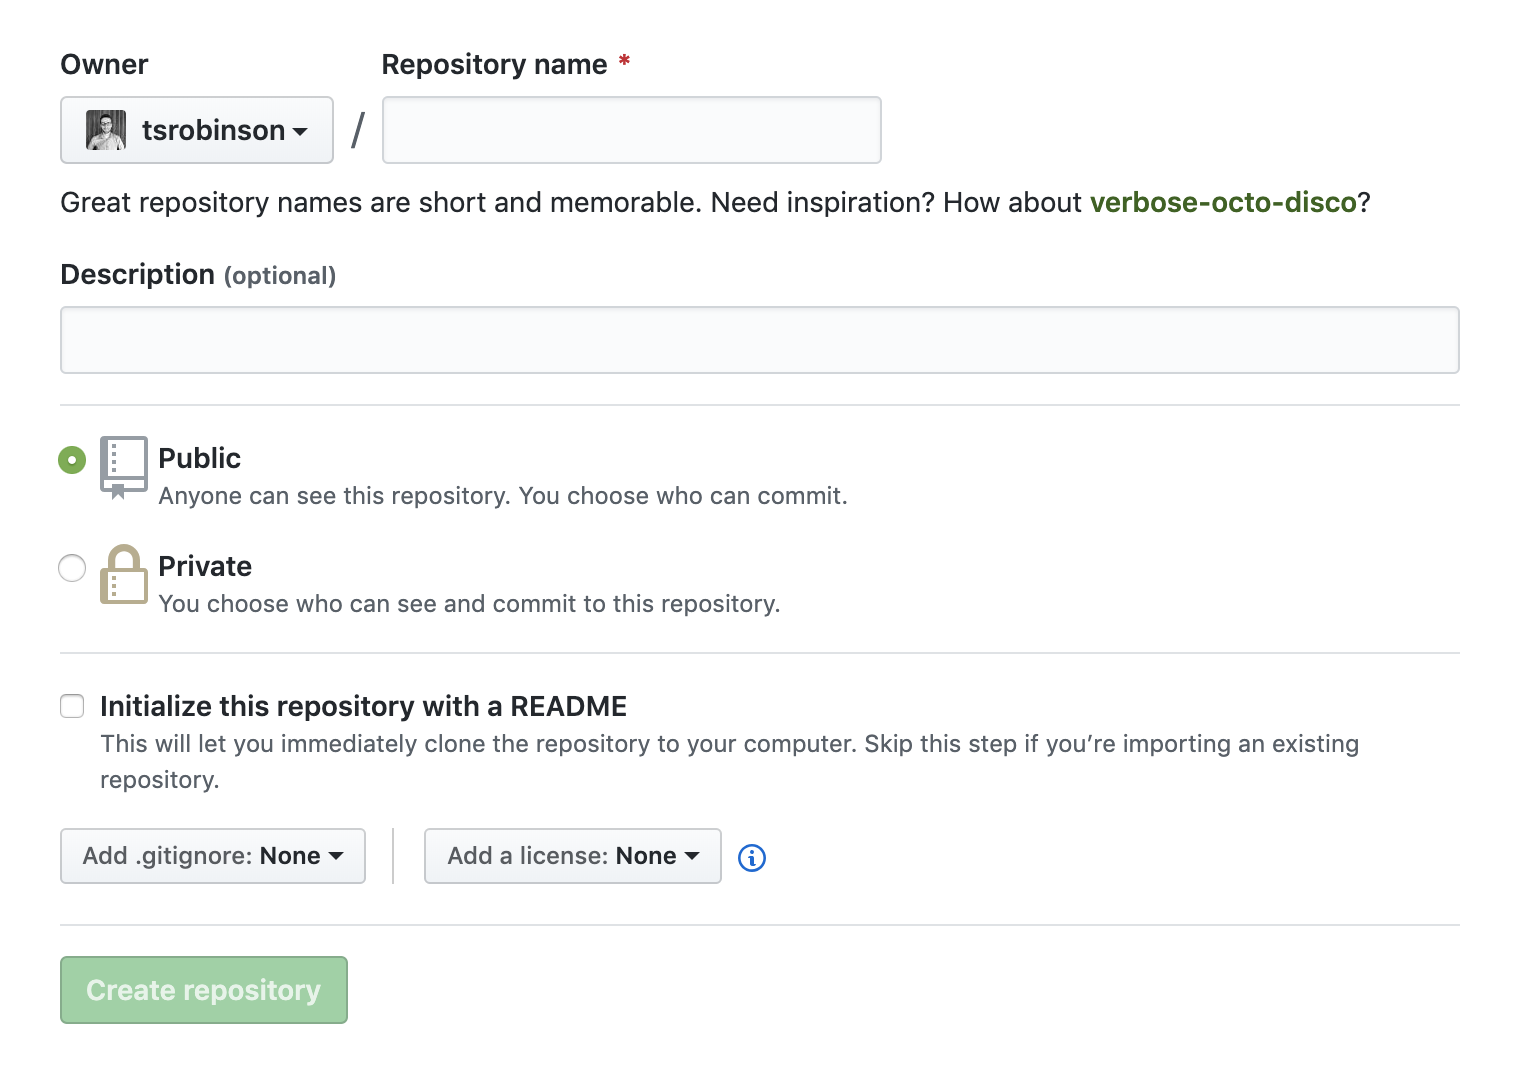 Owner
Repository name *
tsrobinson
/
Great repository names are short and memorable. Need inspiration? How about verbose-octo-disco?
Description (optional)
Public
Anyone can see this repository. You choose who can commit.
Private
You choose who can see and commit to this repository.
Initialize this repository with a README
This will let you immediately clone the repository to your computer. Skip this step if you’re importing an existing
repository.
Add .gitignore: None
Add a license: None
Create repository